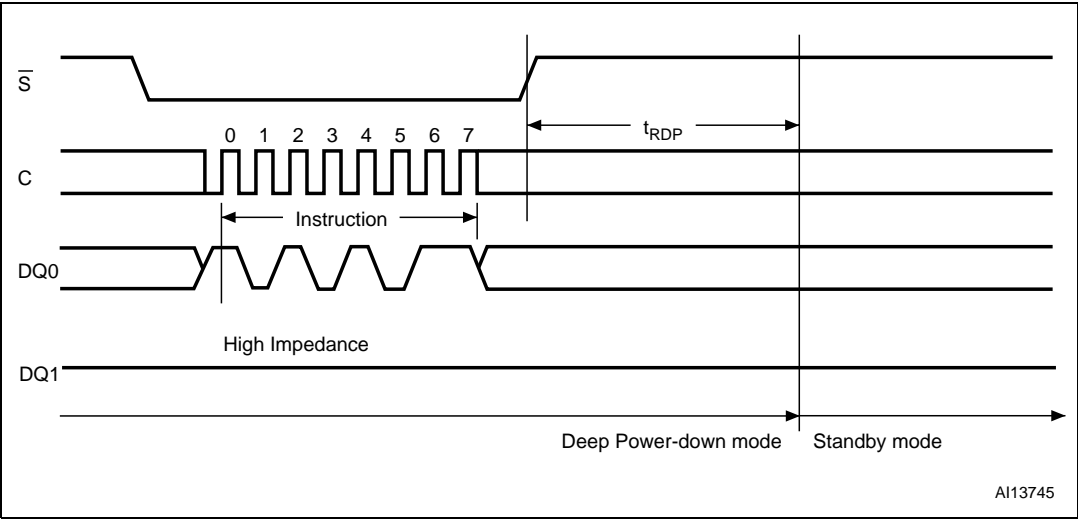 S̅
0 1 2 3 4 5 6 7
tRDP
C
Instruction
DQ0
High Impedance
DQ1
Deep Power-down mode Standby mode
AI13745